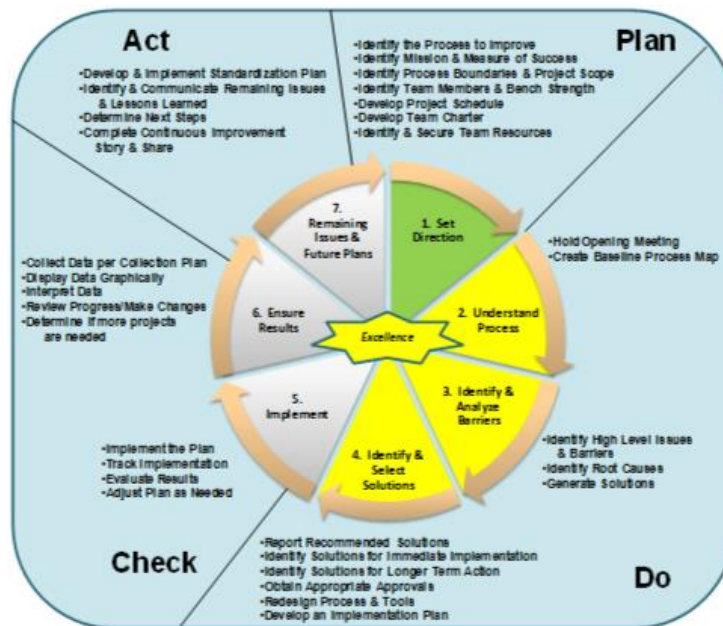 Act
•Develop & Implement Standardization Plan
•Identify & Communicate Remaining Issues
& Lessons Learned
•Determine Next Steps
•Complete Continuous Improvement
Story & Share
Plan
•Identify the Process to Improve
•Identify Mission & Measure of Success
•Identify Process Boundaries & Project Scope
•Identify Team Members & Bench Strength
•Develop Project Schedule
•Develop Team Charter
•Identify & Secure Team Resources
7.
Remaining
Issues &
Future Plans
1. Set
Direction
•Hold Opening Meeting
•Create Baseline Process Map
•Collect Data per Collection Plan
•Display Data Graphically
•Interpret Data
•Review Progress/Make Changes
•Determine if more projects
are needed
6. Ensure
Results
Excellence
2. Understand
Process
5.
Implement
3. Identify &
Analyze
Barriers
4. Identify &
Select
Solutions
•Identify High Level Issues
& Barriers
•Identify Root Causes
•Generate Solutions
•Implement the Plan
•Track Implementation
•Evaluate Results
•Adjust Plan as Needed
Check
•Report Recommended Solutions
•Identify Solutions for Immediate Implementation
•Identify Solutions for Longer Term Action
•Obtain Appropriate Approvals
•Redesign Process & Tools
•Develop an Implementation Plan
Do